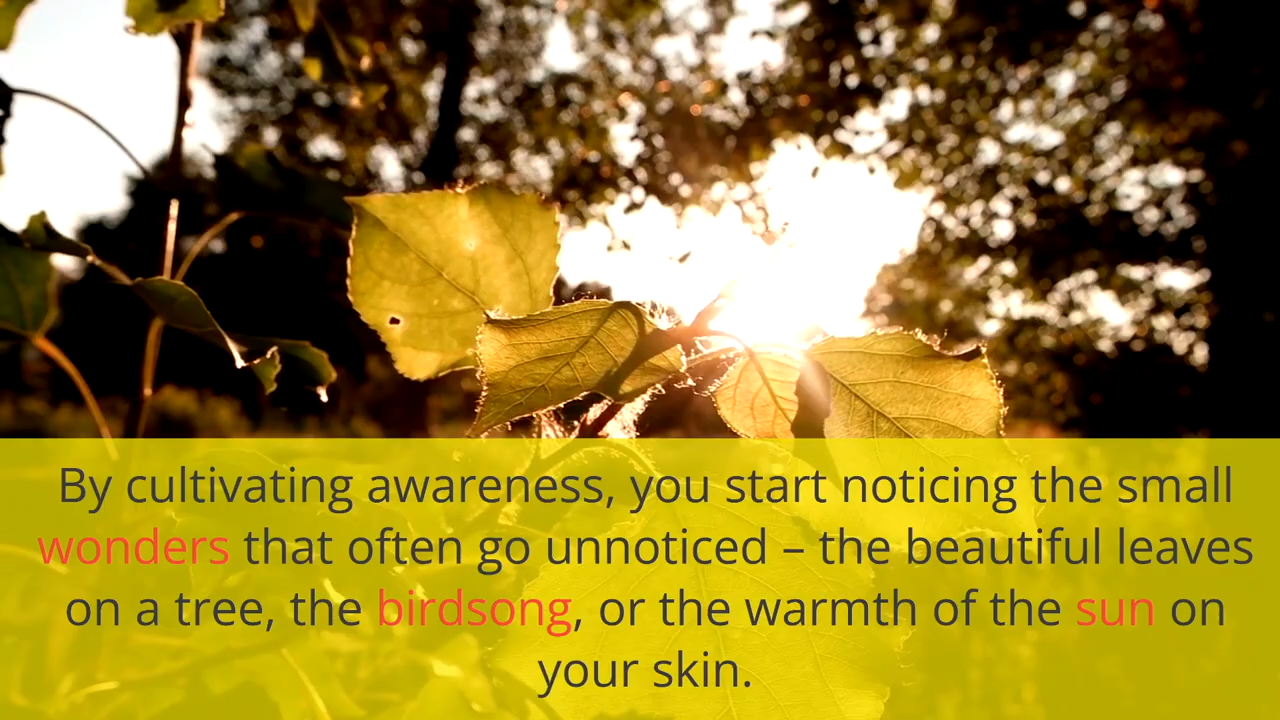 By cultivating awareness, you start noticing the small
wonders that often go unnoticed – the beautiful leaves
on a tree, the birdsong, or the warmth of the sun on
your skin.